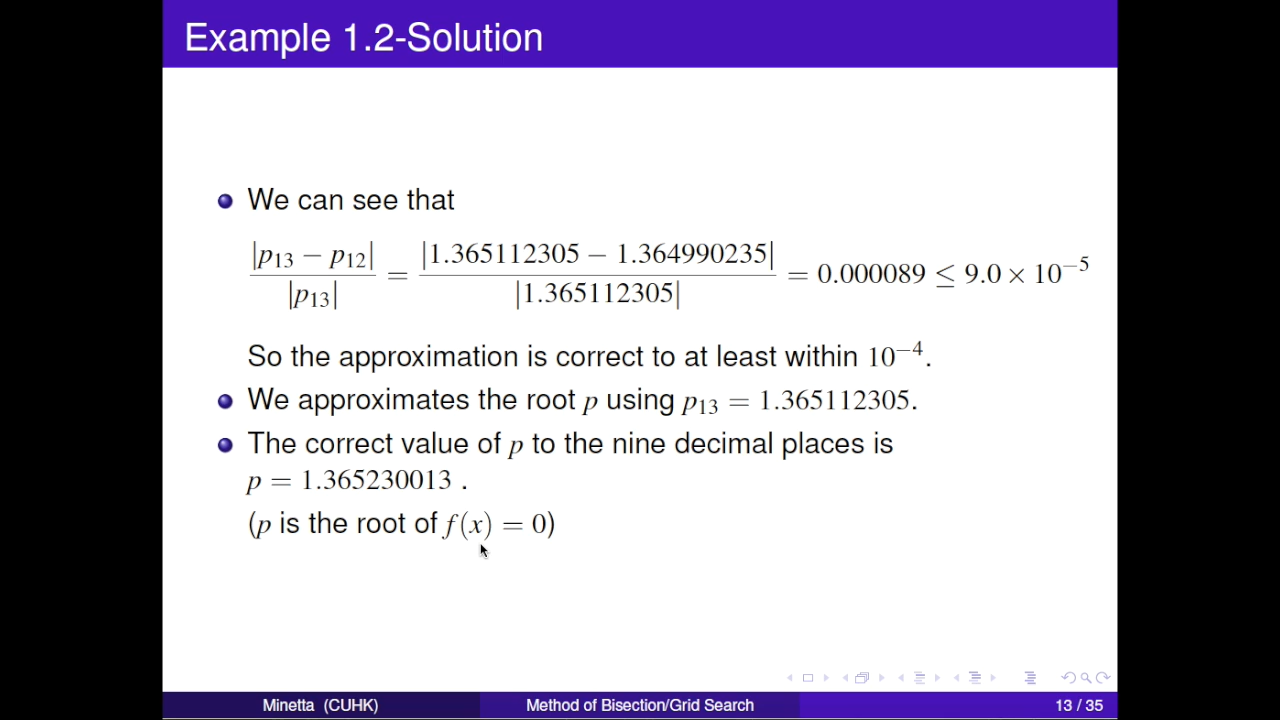 Example 1.2-Solution
We can see that
|p₁₃ − p₁₂| / |p₁₃| = |1.365112305 − 1.364990235| / |1.365112305| = 0.000089 ≤ 9.0 × 10⁻⁵
So the approximation is correct to at least within 10⁻⁴.
We approximates the root p using p₁₃ = 1.365112305.
The correct value of p to the nine decimal places is
p = 1.365230013 .
(p is the root of f(x) = 0)
Minetta (CUHK) Method of Bisection/Grid Search 13 / 35